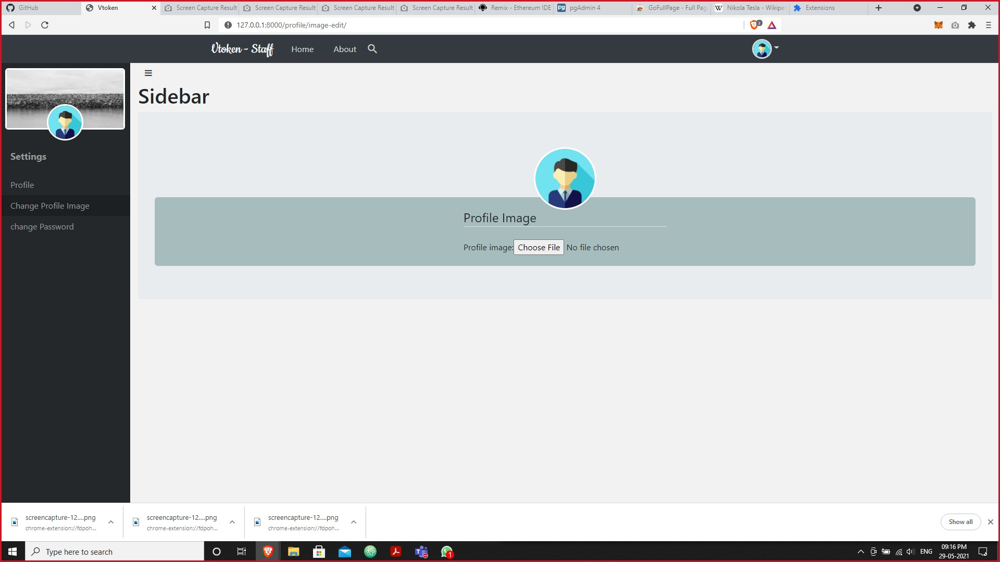 GitHub
Vtoken
Screen Capture Result
Screen Capture Result
Screen Capture Result
Screen Capture Result
Remix - Ethereum IDE
pgAdmin 4
GoFullPage - Full Pag
Nikola Tesla - Wikiped
Extensions
127.0.0.1:8000/profile/image-edit/
2
Vtoken - Staff
Home
About
Sidebar
Settings
Profile
Change Profile Image
change Password
Profile Image
Profile image: Choose File No file chosen
screencapture-12....png
chrome-extension://fdpoh...
screencapture-12....png
chrome-extension://fdpoh...
screencapture-12....png
chrome-extension://fdpoh...
Show all
Type here to search
1
ENG
09:16 PM
29-05-2021